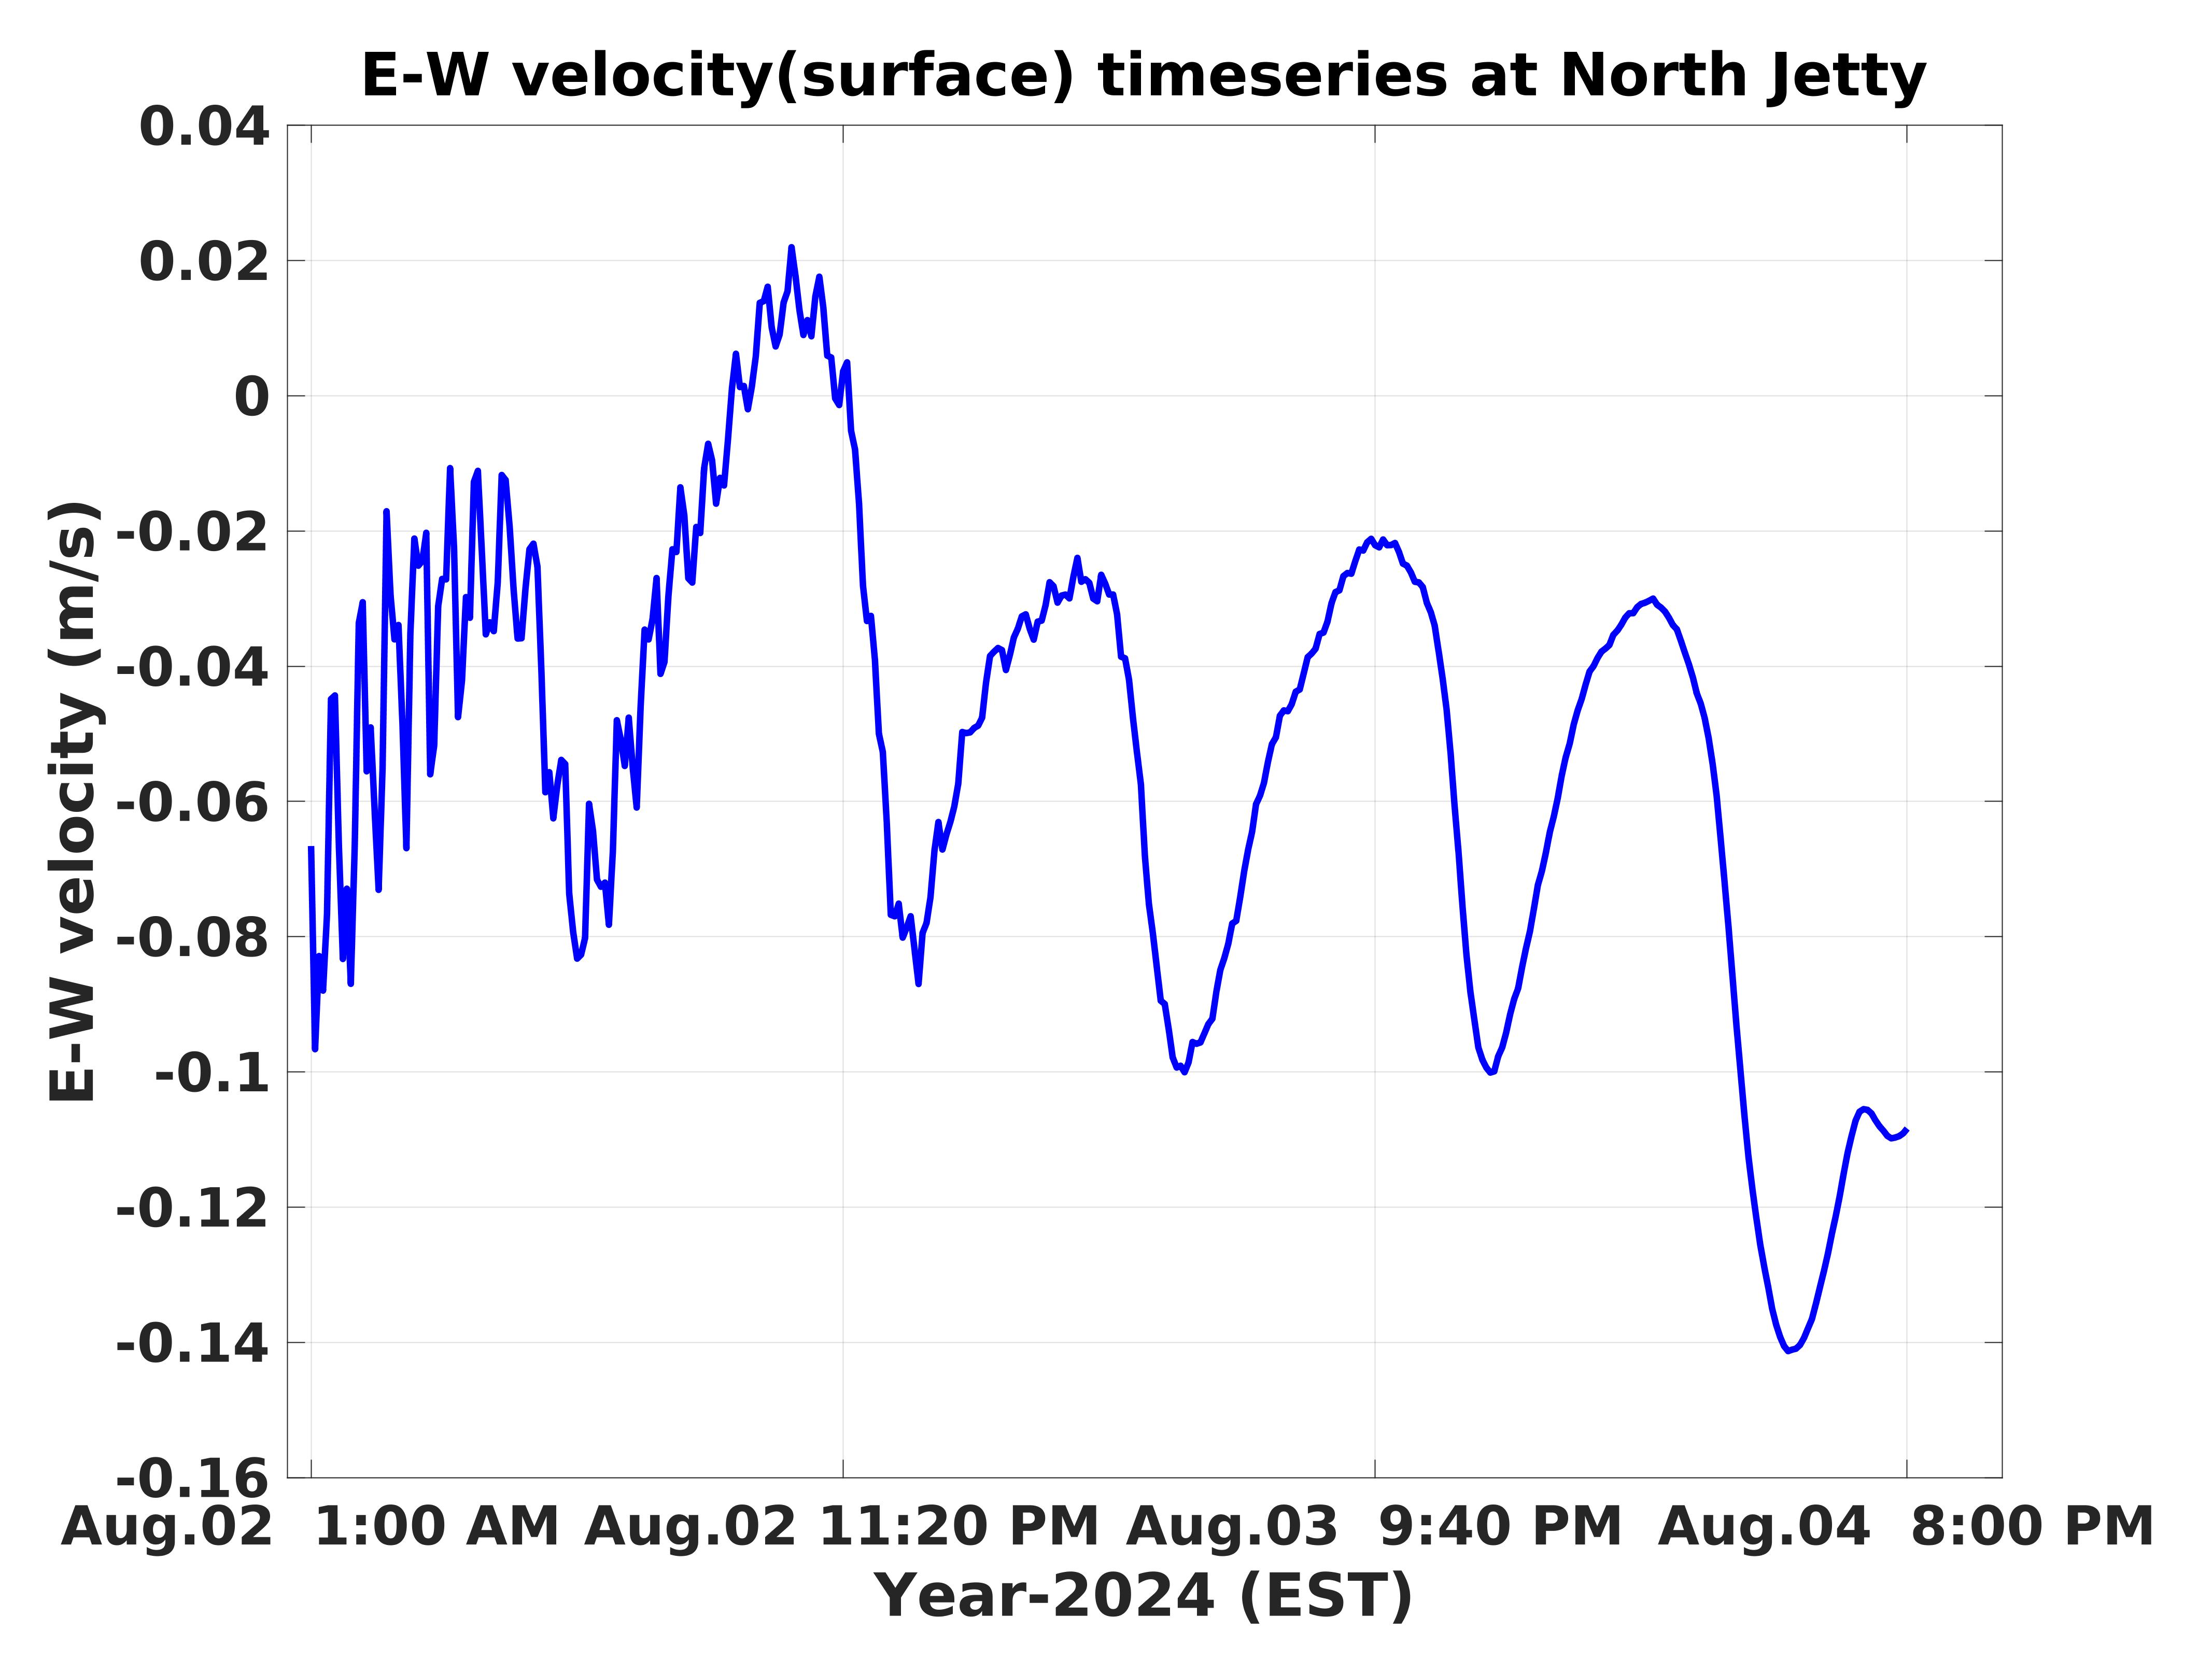 E-W velocity(surface) timeseries at North Jetty
0.04
0.02
0
-0.02
-0.04
-0.06
-0.08
-0.1
-0.12
-0.14
-0.16
E-W velocity (m/s)
Aug.02 1:00 AM Aug.02 11:20 PM Aug.03 9:40 PM Aug.04 8:00 PM
Year-2024 (EST)